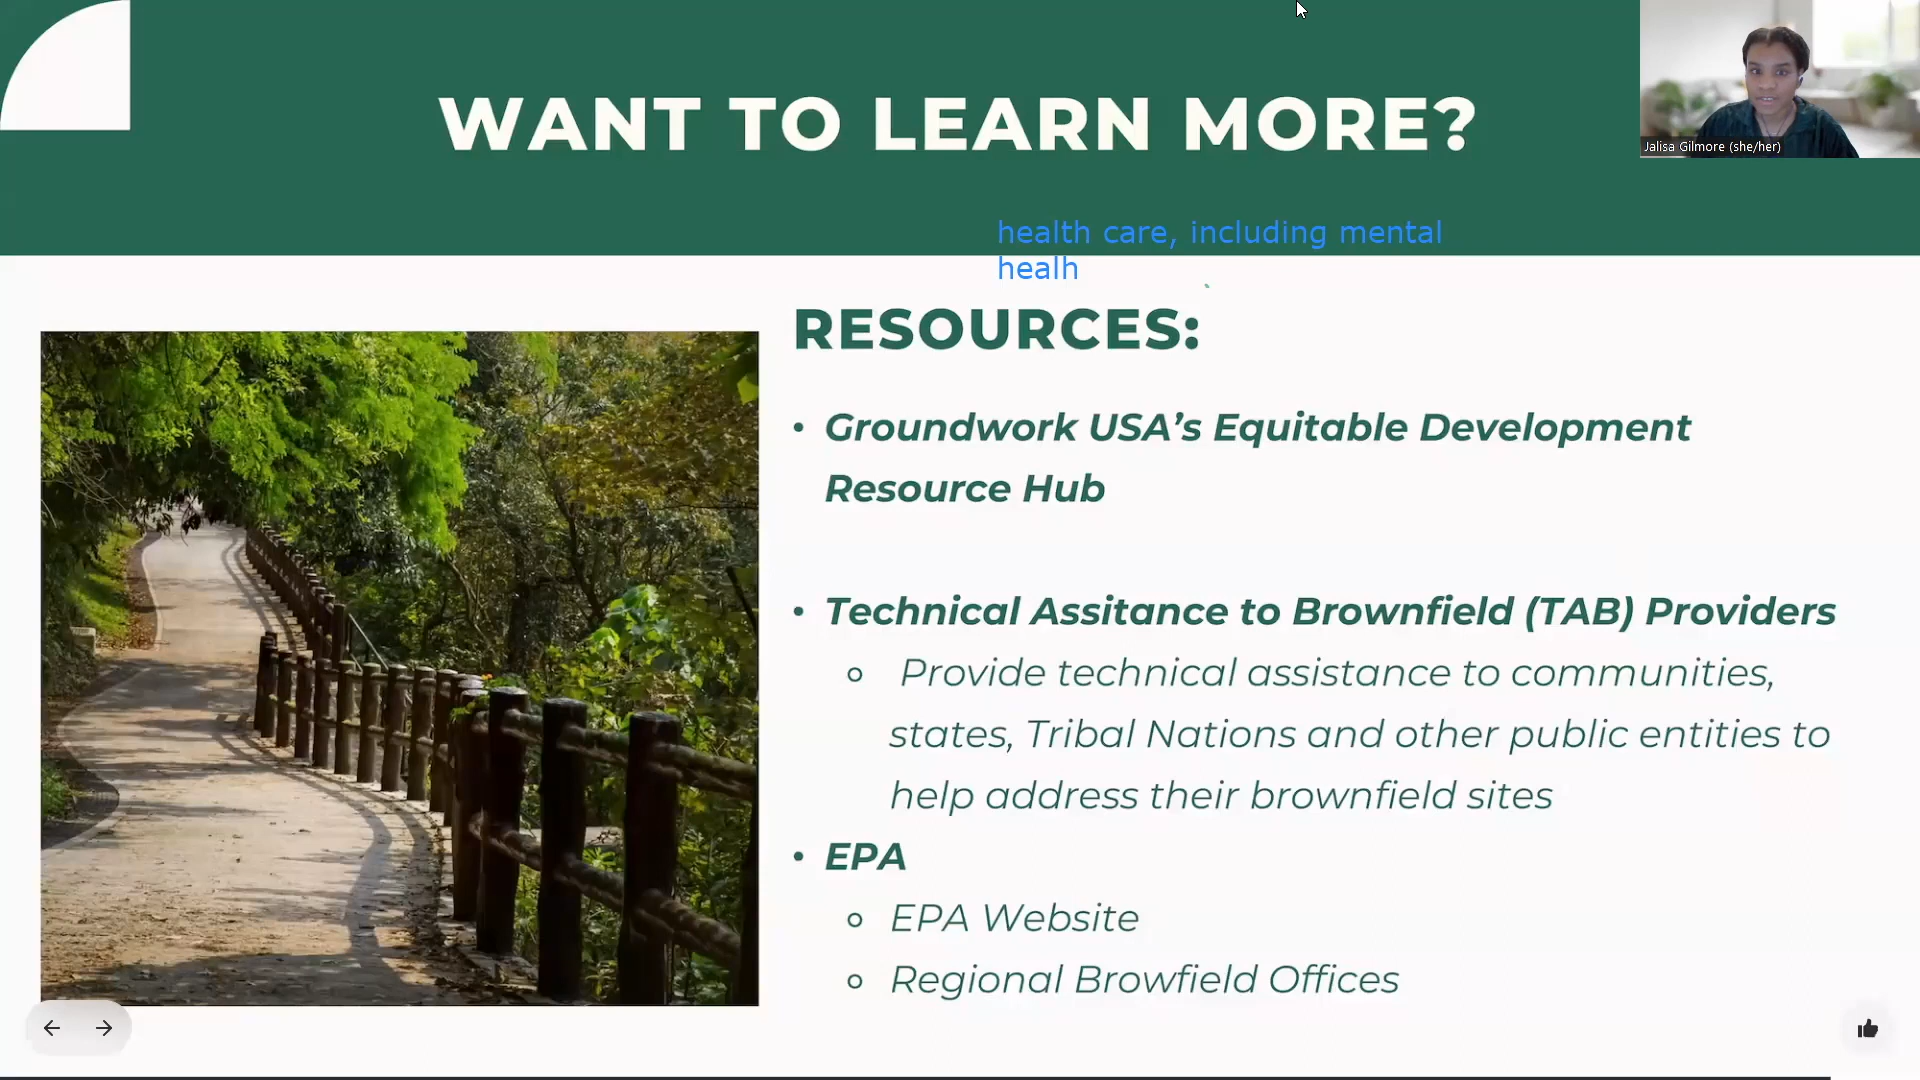 WANT TO LEARN MORE?
Jalisa Gilmore (she/her)
health care, including mental
healh
RESOURCES:
• Groundwork USA’s Equitable Development
Resource Hub
• Technical Assitance to Brownfield (TAB) Providers
Provide technical assistance to communities,
states, Tribal Nations and other public entities to
help address their brownfield sites
• EPA
EPA Website
Regional Browfield Offices